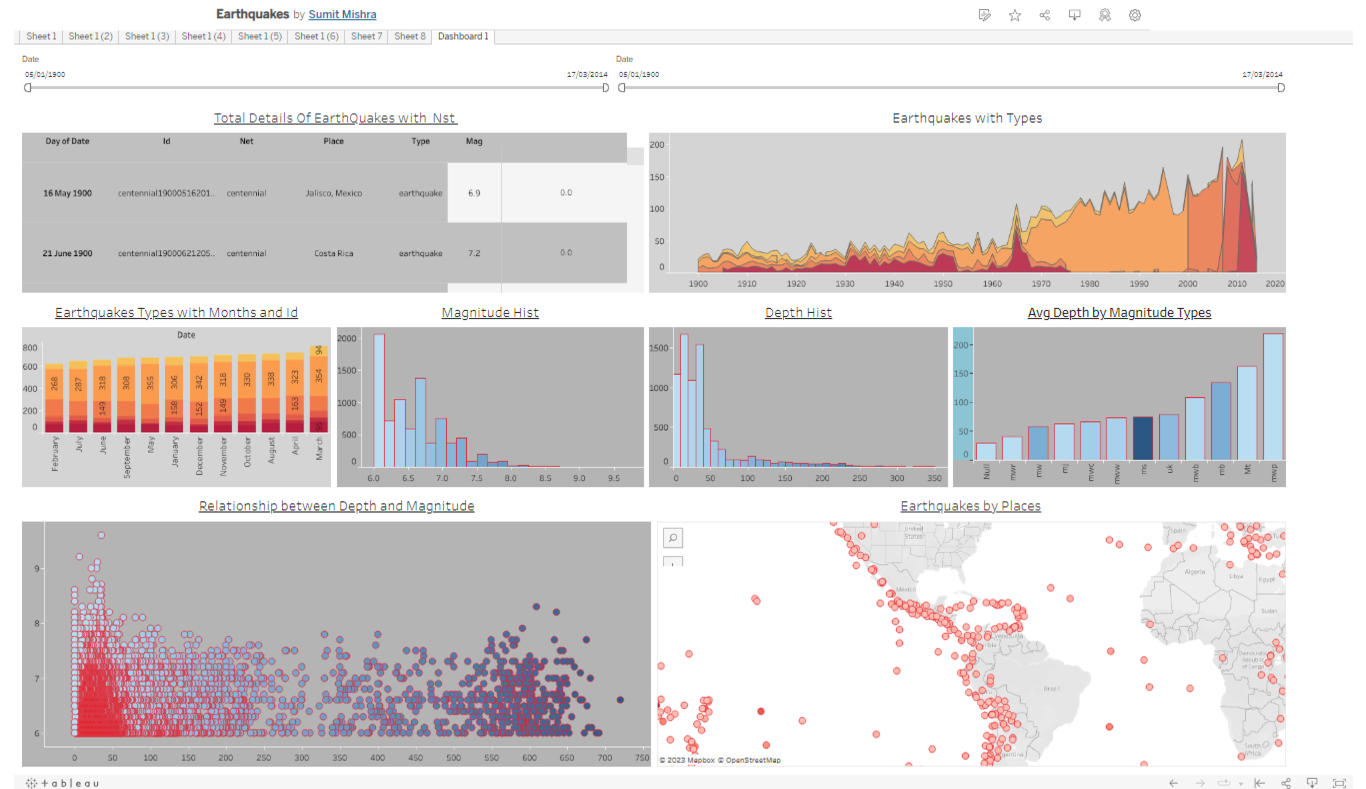 Earthquakes by Sumit Mishra
Sheet 1 Sheet 1 (2) Sheet 1 (3) Sheet 1 (4) Sheet 1 (5) Sheet 1 (6) Sheet 7 Sheet 8 Dashboard 1
Date Date
05/01/1900 17/03/2014 05/01/1900 17/03/2014
Total Details Of EarthQuakes with Nst
Day of Date Id Net Place Type Mag
16 May 1900 centennial19000516201.. centennial Jalisco, Mexico earthquake 6.9 0.0
21 June 1900 centennial19000621205.. centennial Costa Rica earthquake 7.2 0.0
Earthquakes with Types
200
150
100
50
0
1900 1910 1920 1930 1940 1950 1960 1970 1980 1990 2000 2010 2020
Earthquakes Types with Months and Id
Date
800
600
400
200
0
94
268 287 318 308 355 306 342 318 330 338 323 354
149 158 152 149 163
February July June September May January December November October August April March
Magnitude Hist
2000
1500
1000
500
0
6.0 6.5 7.0 7.5 8.0 8.5 9.0 9.5
Depth Hist
1500
1000
500
0
0 50 100 150 200 250 300 350
Avg Depth by Magnitude Types
200
150
100
50
0
Null mwr mw mj mwc mww ms uk mwb mb Mt mwp
Relationship between Depth and Magnitude
9
8
7
6
0 50 100 150 200 250 300 350 400 450 500 550 600 650 700 750
Earthquakes by Places
United
States
Mexico
Venezuela
Brazil
Argentina
Spain
Algeria
Libya
Egypt
Sudan
Democratic
Republic
of Congo
South
Africa
© 2023 Mapbox © OpenStreetMap
+ a b l e a u